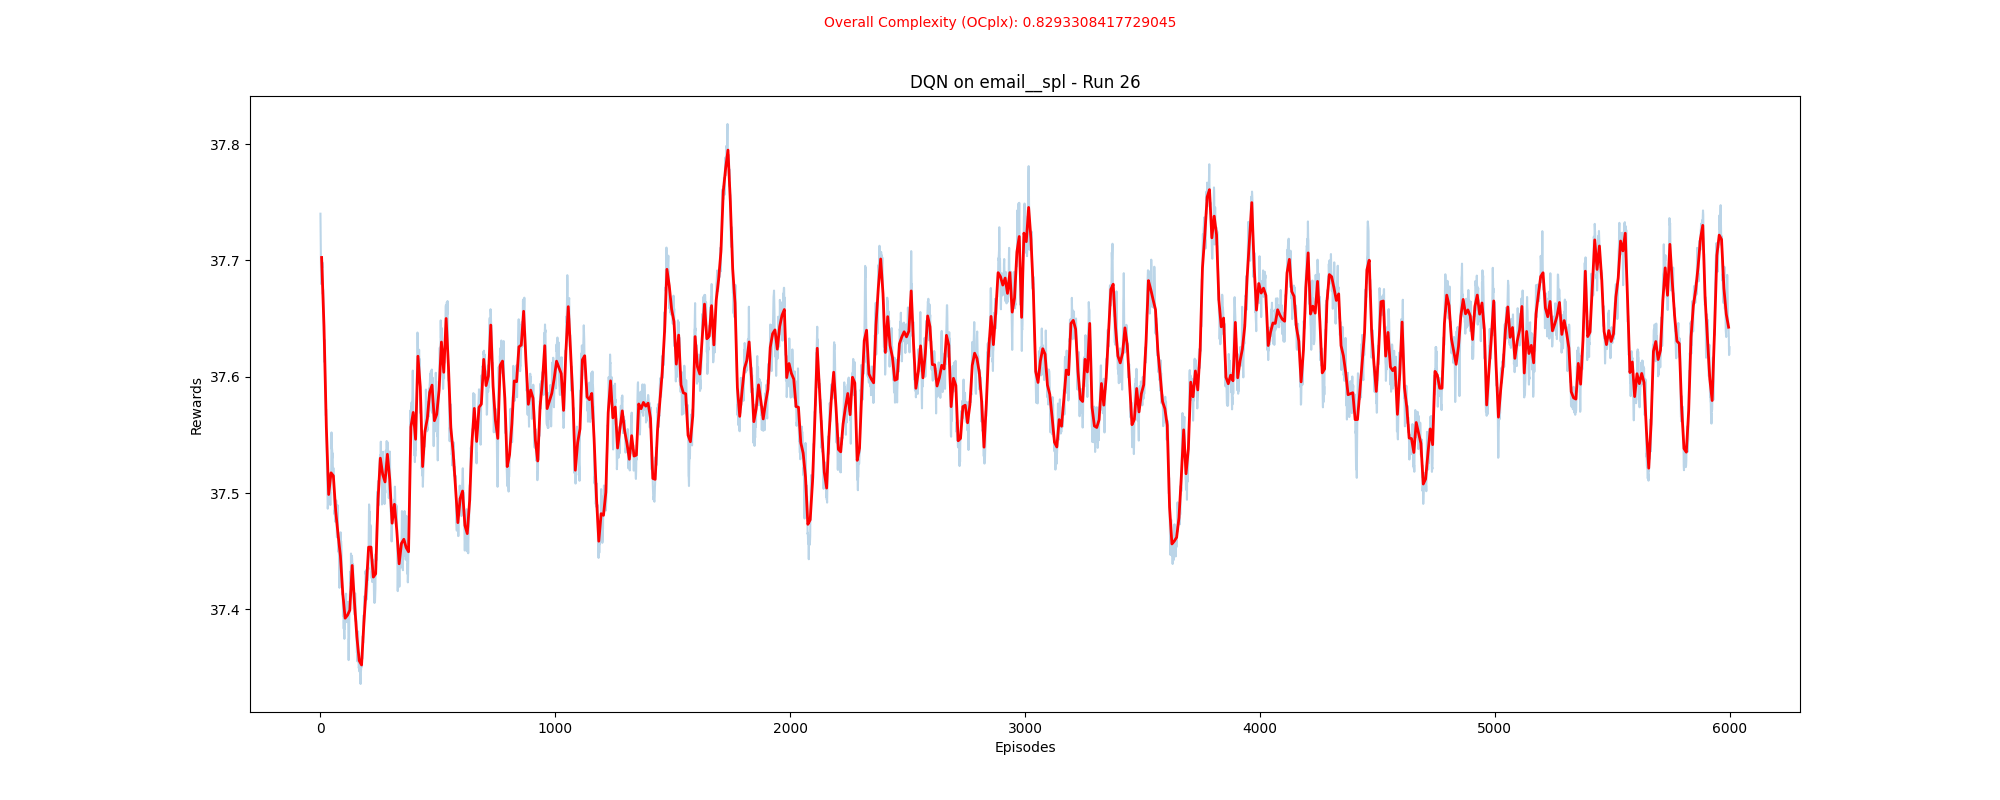 Overall Complexity (OCplx): 0.8293308417729045
DQN on email__spl - Run 26
37.8
37.7
37.6
37.5
37.4
Rewards
0 1000 2000 3000 4000 5000 6000
Episodes